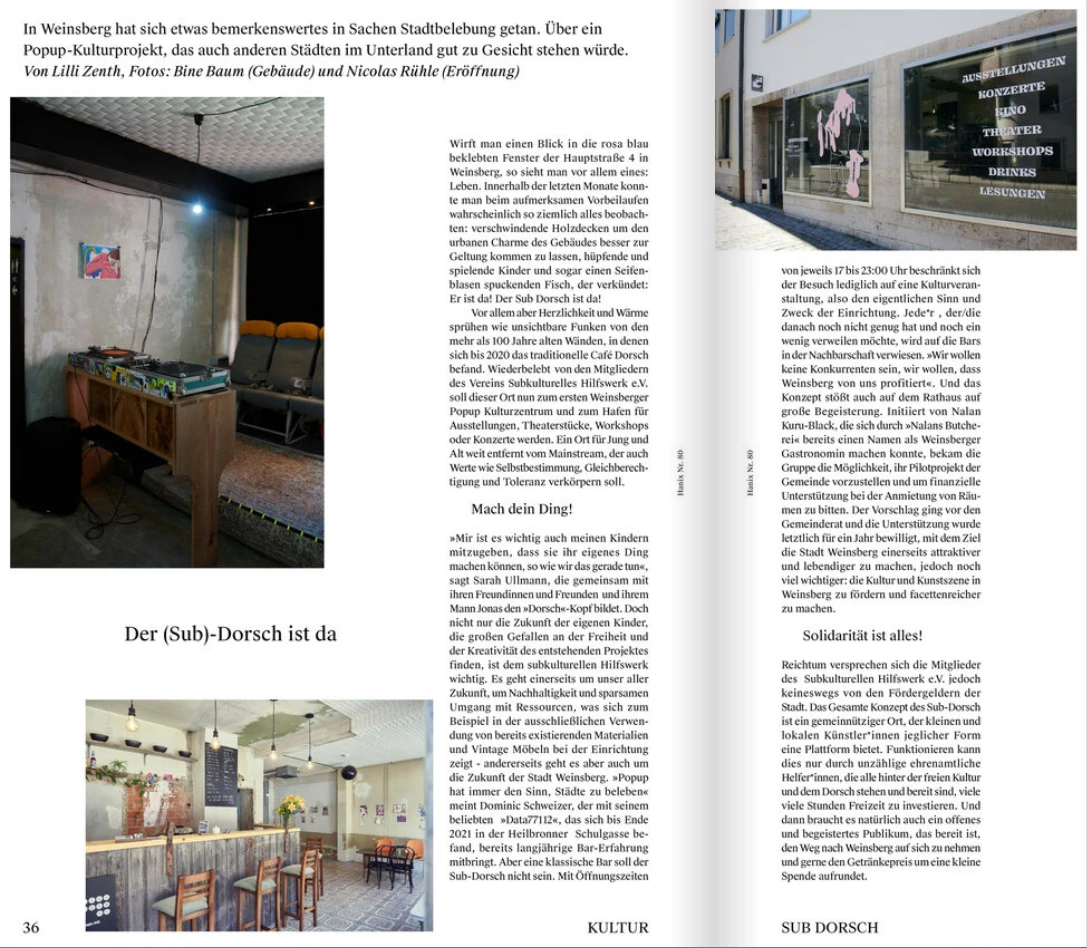 In Weinsberg hat sich etwas bemerkenswertes in Sachen Stadtbelebung getan. Über ein
Popup-Kulturprojekt, das auch anderen Städten im Unterland gut zu Gesicht stehen würde.
Von Lilli Zenth, Fotos: Bine Baum (Gebäude) und Nicolas Rühle (Eröffnung)
Der (Sub)-Dorsch ist da
Wirft man einen Blick in die rosa blau
beklebten Fenster der Hauptstraße 4 in
Weinsberg, so sieht man vor allem eines:
Leben. Innerhalb der letzten Monate konn-
te man beim aufmerksamen Vorbeilaufen
wahrscheinlich so ziemlich alles beobach-
ten: verschwindende Holzdecken um den
urbanen Charme des Gebäudes besser zur
Geltung kommen zu lassen, hüpfende und
spielende Kinder und sogar einen Seifen-
blasen spuckenden Fisch, der verkündet:
Er ist da! Der Sub Dorsch ist da!
Vor allem aber Herzlichkeit und Wärme
sprühen wie unsichtbare Funken von den
mehr als 100 Jahre alten Wänden, in denen
sich bis 2020 das traditionelle Café Dorsch
befand. Wiederbelebt von den Mitgliedern
des Vereins Subkulturelles Hilfswerk e.V.
soll dieser Ort nun zum ersten Weinsberger
Popup Kulturzentrum und zum Hafen für
Ausstellungen, Theaterstücke, Workshops
oder Konzerte werden. Ein Ort für Jung und
Alt weit entfernt vom Mainstream, der auch
Werte wie Selbstbestimmung, Gleichberech-
tigung und Toleranz verkörpern soll.
Mach dein Ding!
»Mir ist es wichtig auch meinen Kindern
mitzugeben, dass sie ihr eigenes Ding
machen können, so wie wir das gerade tun«,
sagt Sarah Ullmann, die gemeinsam mit
ihren Freundinnen und Freunden und ihrem
Mann Jonas den »Dorsch«-Kopf bildet. Doch
nicht nur die Zukunft der eigenen Kinder,
die großen Gefallen an der Freiheit und
der Kreativität des entstehenden Projektes
finden, ist dem subkulturellen Hilfswerk
wichtig. Es geht einerseits um unser aller
Zukunft, um Nachhaltigkeit und sparsamen
Umgang mit Ressourcen, was sich zum
Beispiel in der ausschließlichen Verwen-
dung von bereits existierenden Materialien
und Vintage Möbeln bei der Einrichtung
zeigt - andererseits geht es aber auch um
die Zukunft der Stadt Weinsberg. »Popup
hat immer den Sinn, Städte zu beleben«
meint Dominic Schweizer, der mit seinem
beliebten »Data77112«, das sich bis Ende
2021 in der Heilbronner Schulgasse be-
fand, bereits langjährige Bar-Erfahrung
mitbringt. Aber eine klassische Bar soll der
Sub-Dorsch nicht sein. Mit Öffnungszeiten
36
KULTUR
Hanix Nr. 80
Hanix Nr. 80
AUSSTELLUNGEN
KONZERTE
KINO
THEATER
WORKSHOPS
DRINKS
LESUNGEN
von jeweils 17 bis 23:00 Uhr beschränkt sich
der Besuch lediglich auf eine Kulturveran-
staltung, also den eigentlichen Sinn und
Zweck der Einrichtung. Jede*r , der/die
danach noch nicht genug hat und noch ein
wenig verweilen möchte, wird auf die Bars
in der Nachbarschaft verwiesen. »Wir wollen
keine Konkurrenten sein, wir wollen, dass
Weinsberg von uns profitiert«. Und das
Konzept stößt auch auf dem Rathaus auf
große Begeisterung. Initiiert von Nalan
Kuru-Black, die sich durch »Nalans Butche-
rei« bereits einen Namen als Weinsberger
Gastronomin machen konnte, bekam die
Gruppe die Möglichkeit, ihr Pilotprojekt der
Gemeinde vorzustellen und um finanzielle
Unterstützung bei der Anmietung von Räu-
men zu bitten. Der Vorschlag ging vor den
Gemeinderat und die Unterstützung wurde
letztlich für ein Jahr bewilligt, mit dem Ziel
die Stadt Weinsberg einerseits attraktiver
und lebendiger zu machen, jedoch noch
viel wichtiger: die Kultur und Kunstszene in
Weinsberg zu fördern und facettenreicher
zu machen.
Solidarität ist alles!
Reichtum versprechen sich die Mitglieder
des Subkulturellen Hilfswerk e.V. jedoch
keineswegs von den Fördergeldern der
Stadt. Das Gesamte Konzept des Sub-Dorsch
ist ein gemeinnütziger Ort, der kleinen und
lokalen Künstler*innen jeglicher Form
eine Plattform bietet. Funktionieren kann
dies nur durch unzählige ehrenamtliche
Helfer*innen, die alle hinter der freien Kultur
und dem Dorsch stehen und bereit sind, viele
viele Stunden Freizeit zu investieren. Und
dann braucht es natürlich auch ein offenes
und begeistertes Publikum, das bereit ist,
den Weg nach Weinsberg auf sich zu nehmen
und gerne den Getränkepreis um eine kleine
Spende aufrundet.
SUB DORSCH